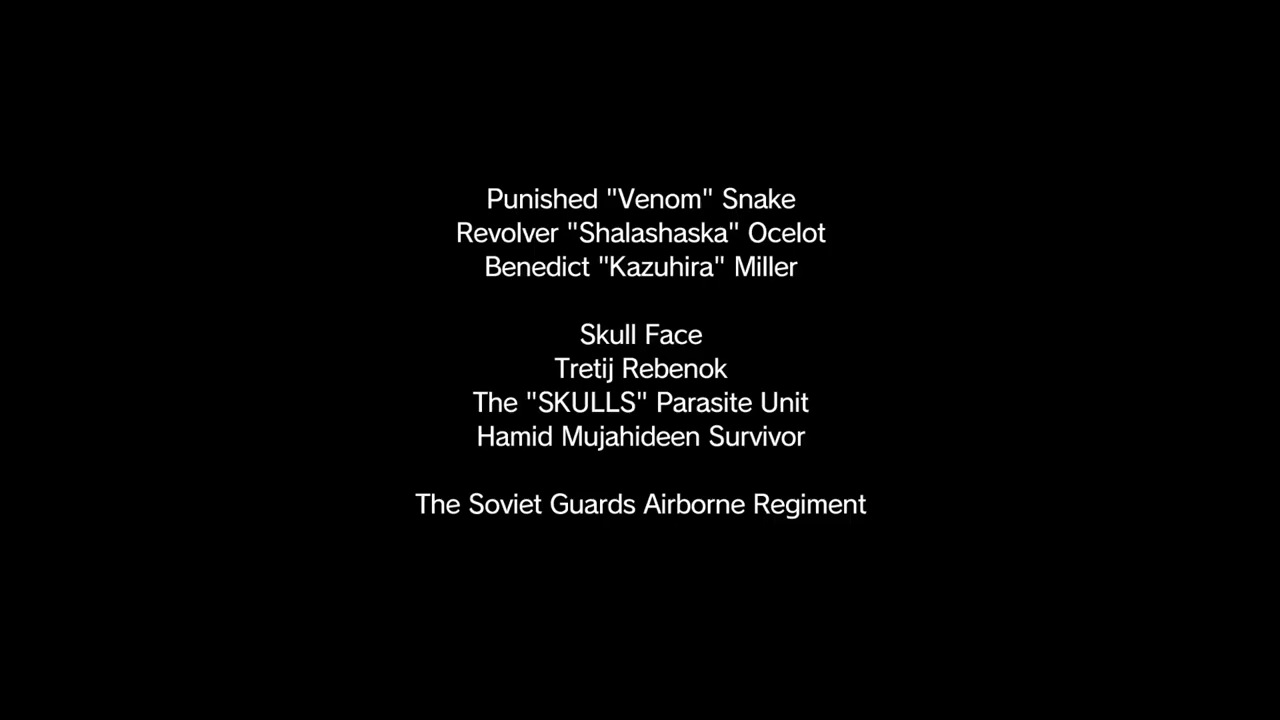 Punished "Venom" Snake
Revolver "Shalashaska" Ocelot
Benedict "Kazuhira" Miller
Skull Face
Tretij Rebenok
The "SKULLS" Parasite Unit
Hamid Mujahideen Survivor
The Soviet Guards Airborne Regiment